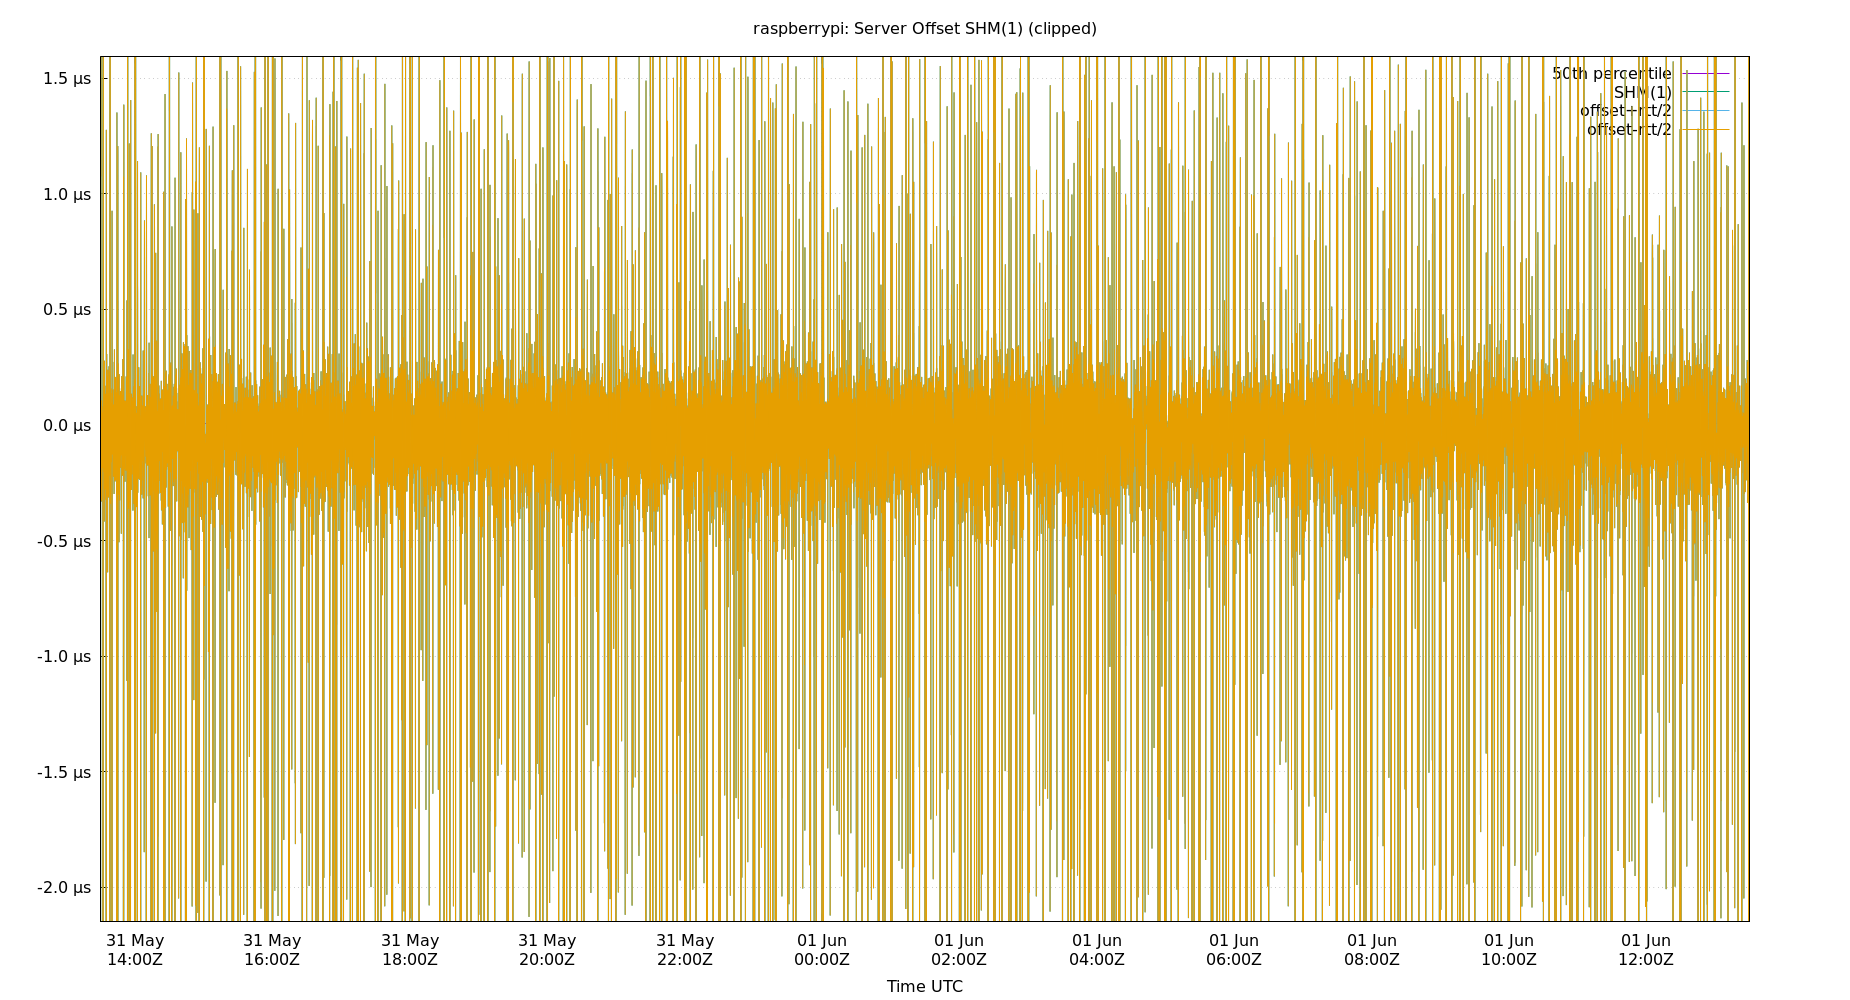 raspberrypi: Server Offset SHM(1) (clipped)
50th percentile
SHM(1)
offset+rtt/2
offset-rtt/2
1.5 µs
1.0 µs
0.5 µs
0.0 µs
-0.5 µs
-1.0 µs
-1.5 µs
-2.0 µs
31 May 31 May 31 May 31 May 31 May 01 Jun 01 Jun 01 Jun 01 Jun 01 Jun 01 Jun 01 Jun
14:00Z 16:00Z 18:00Z 20:00Z 22:00Z 00:00Z 02:00Z 04:00Z 06:00Z 08:00Z 10:00Z 12:00Z
Time UTC